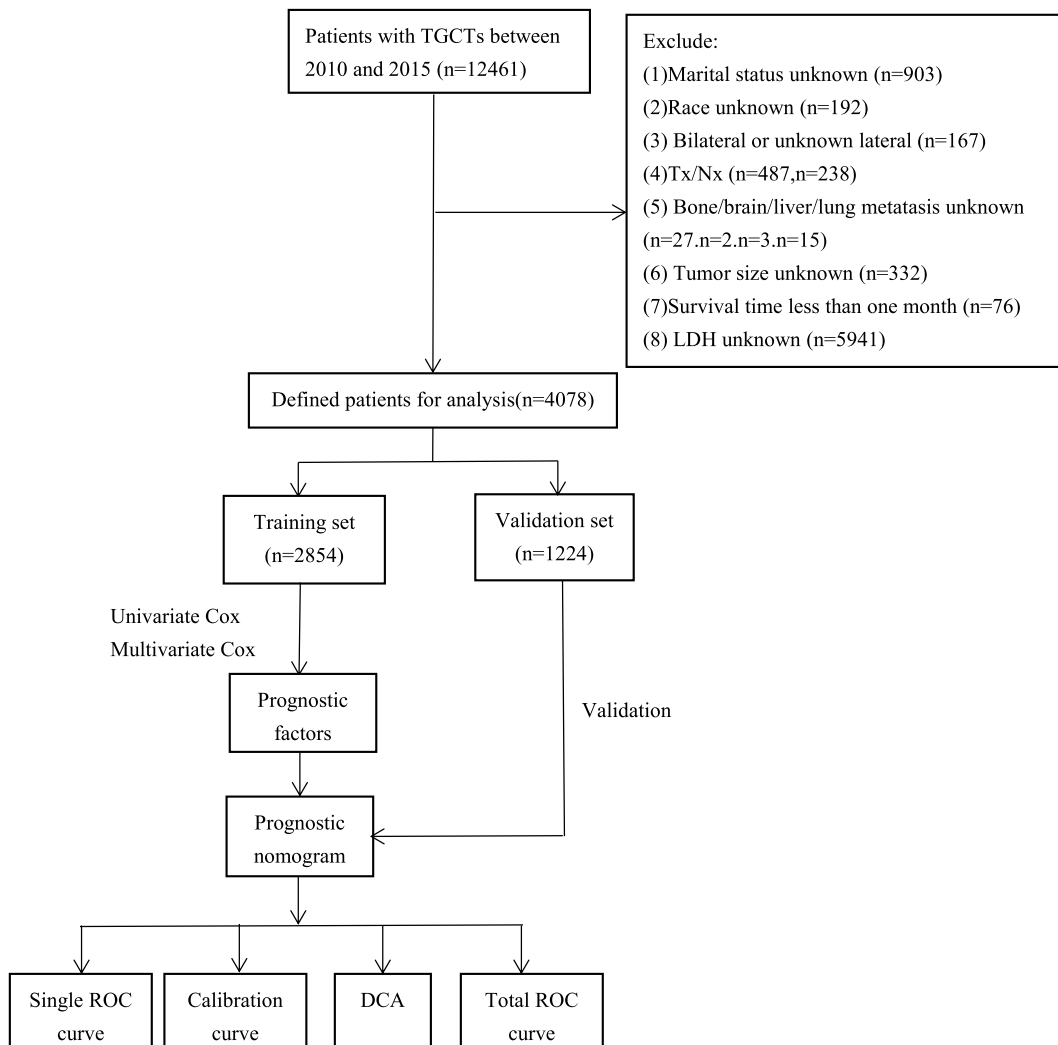 Patients with TGCTs between
2010 and 2015 (n=12461)
Exclude:
(1)Marital status unknown (n=903)
(2)Race unknown (n=192)
(3) Bilateral or unknown lateral (n=167)
(4)Tx/Nx (n=487,n=238)
(5) Bone/brain/liver/lung metatasis unknown
(n=27.n=2.n=3.n=15)
(6) Tumor size unknown (n=332)
(7)Survival time less than one month (n=76)
(8) LDH unknown (n=5941)
Defined patients for analysis(n=4078)
Training set
(n=2854)
Validation set
(n=1224)
Univariate Cox
Multivariate Cox
Prognostic
factors
Validation
Prognostic
nomogram
Single ROC
curve
Calibration
curve
DCA
Total ROC
curve